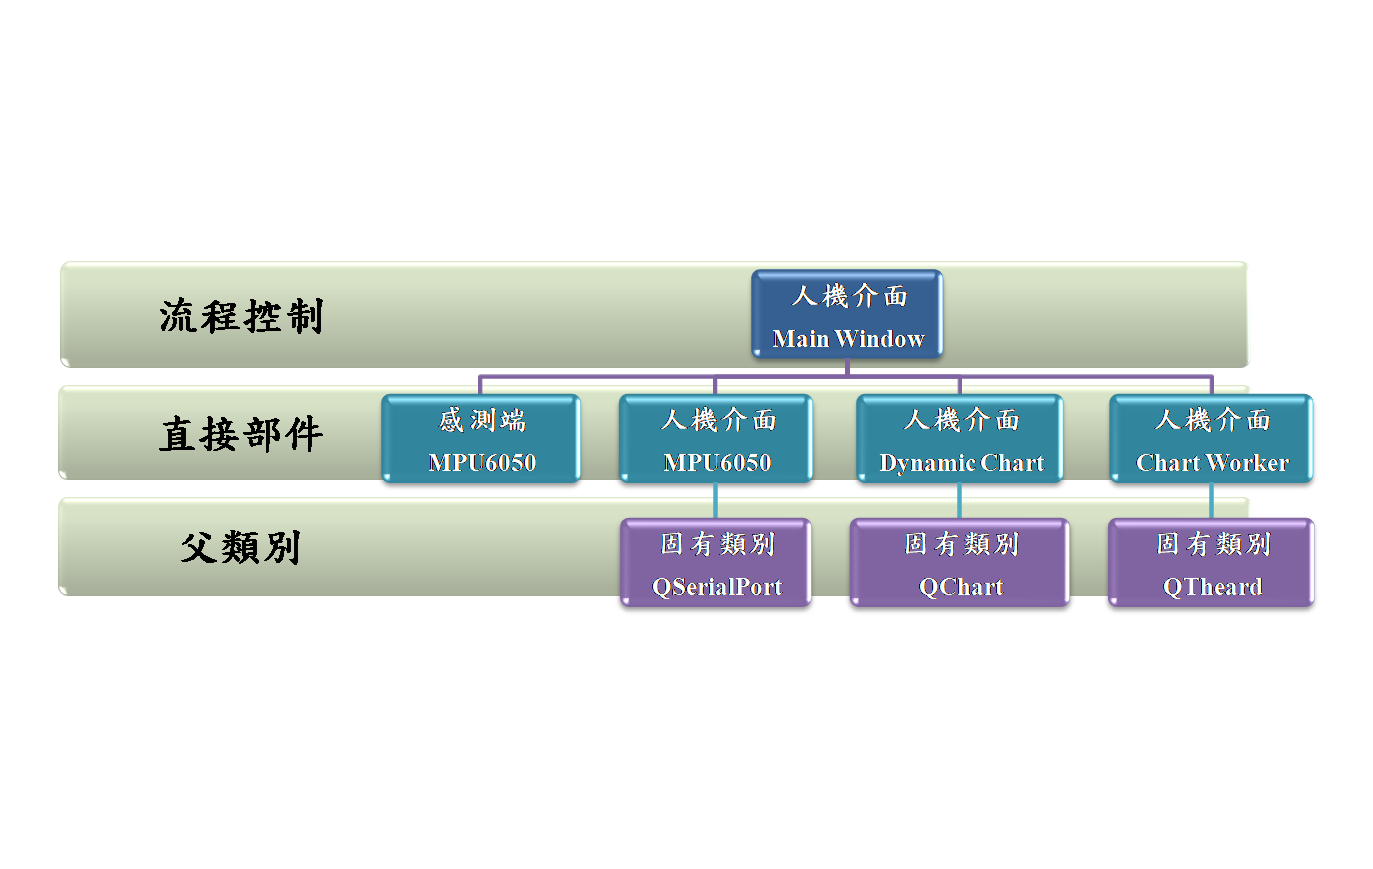 流程控制
人機介面
Main Window
直接部件
感測端
MPU6050
人機介面
MPU6050
人機介面
Dynamic Chart
人機介面
Chart Worker
父類別
固有類別
QSerialPort
固有類別
QChart
固有類別
QTheard